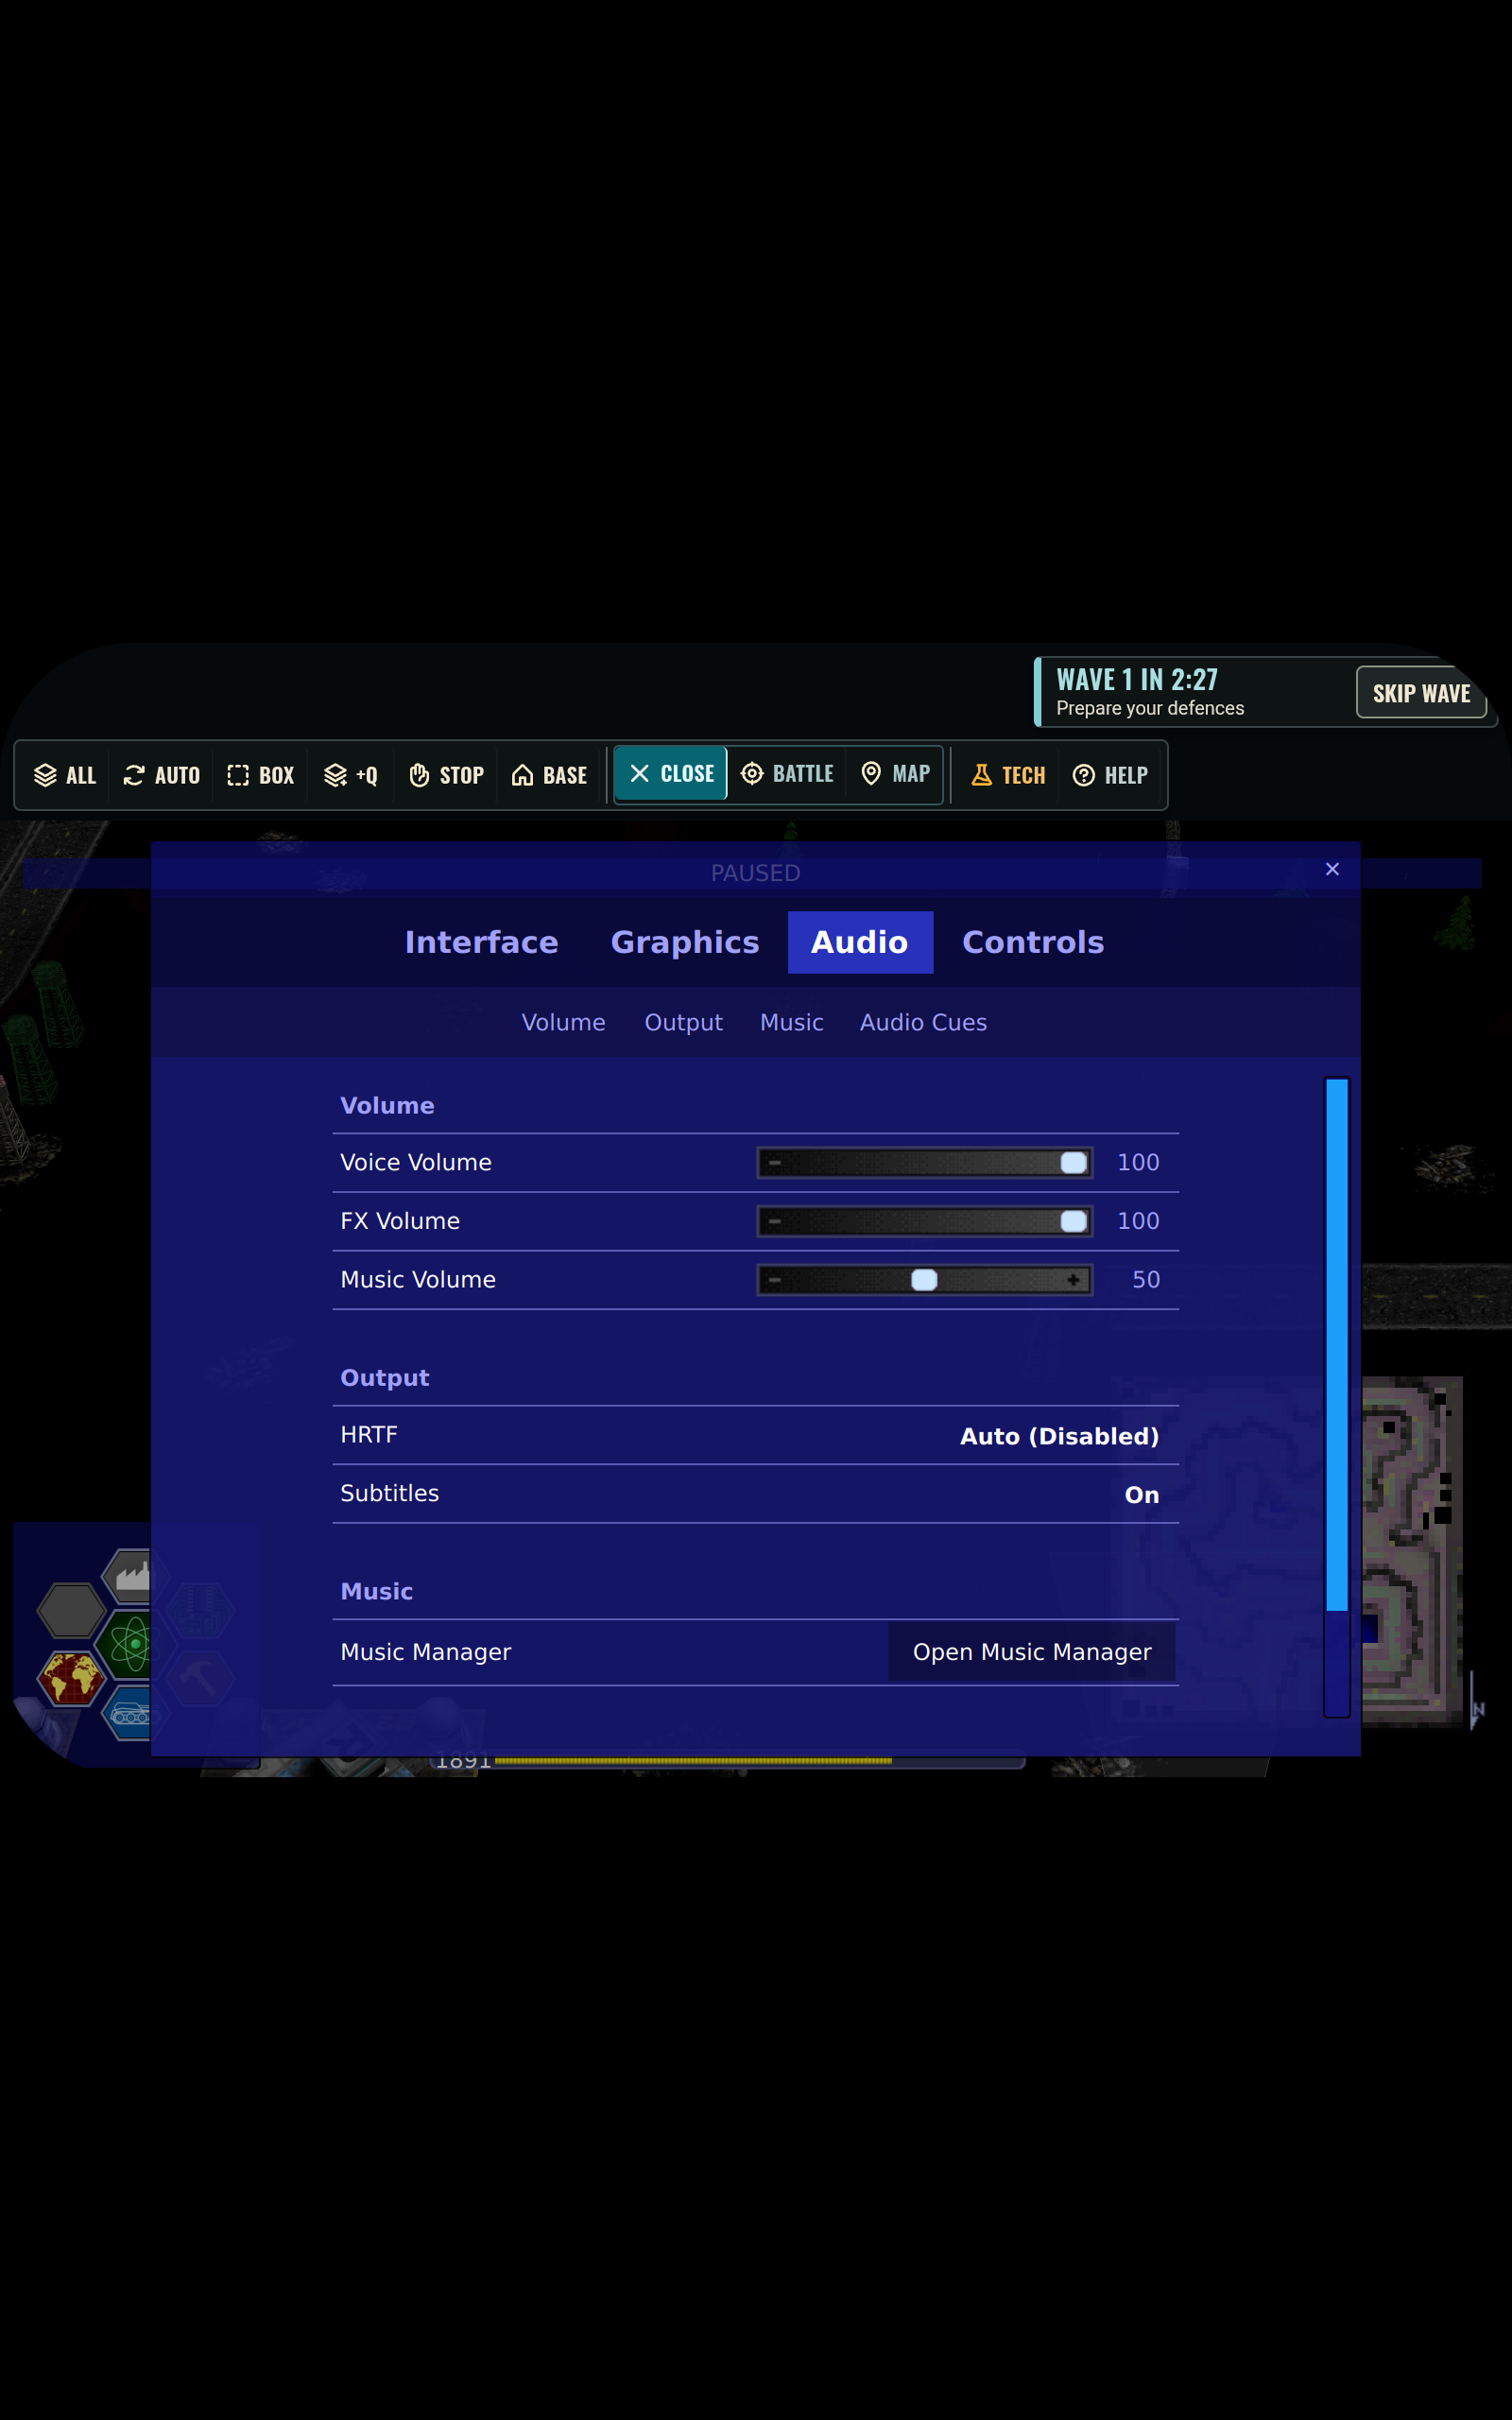 WAVE 1 IN 2:27
Prepare your defences
SKIP WAVE
ALL AUTO BOX +Q STOP BASE CLOSE BATTLE MAP TECH HELP
PAUSED ×
Interface Graphics Audio Controls
Volume Output Music Audio Cues
Volume
Voice Volume 100
FX Volume 100
Music Volume 50
Output
HRTF Auto (Disabled)
Subtitles On
Music
Music Manager Open Music Manager
N
1891